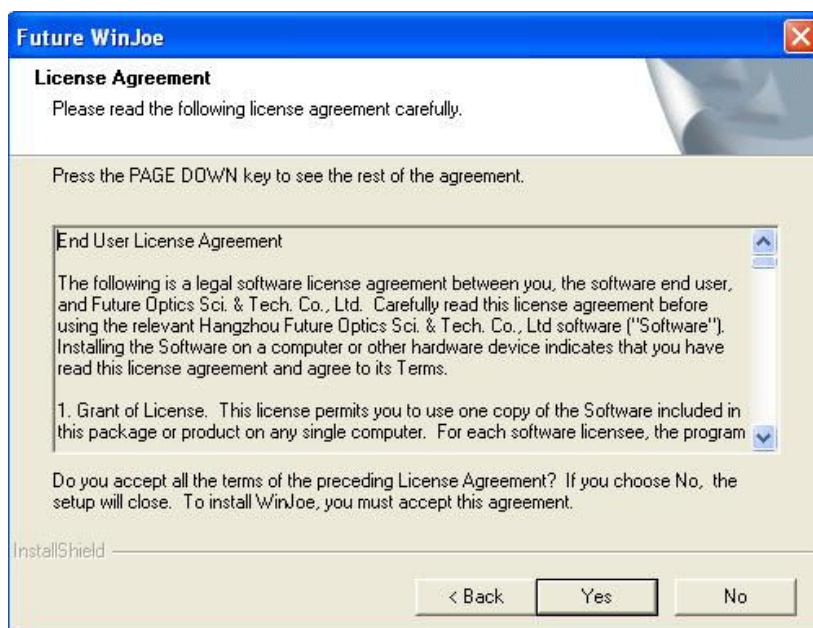 Future WinJoe
License Agreement
Please read the following license agreement carefully.
Press the PAGE DOWN key to see the rest of the agreement.
End User License Agreement
The following is a legal software license agreement between you, the software end user,
and Future Optics Sci. & Tech. Co., Ltd.  Carefully read this license agreement before
using the relevant Hangzhou Future Optics Sci. & Tech. Co., Ltd software ("Software").
Installing the Software on a computer or other hardware device indicates that you have
read this license agreement and agree to its Terms.
1. Grant of License.  This license permits you to use one copy of the Software included in
this package or product on any single computer.  For each software licensee, the program
Do you accept all the terms of the preceding License Agreement?  If you choose No,  the
setup will close.  To install WinJoe, you must accept this agreement.
InstallShield
< Back
Yes
No